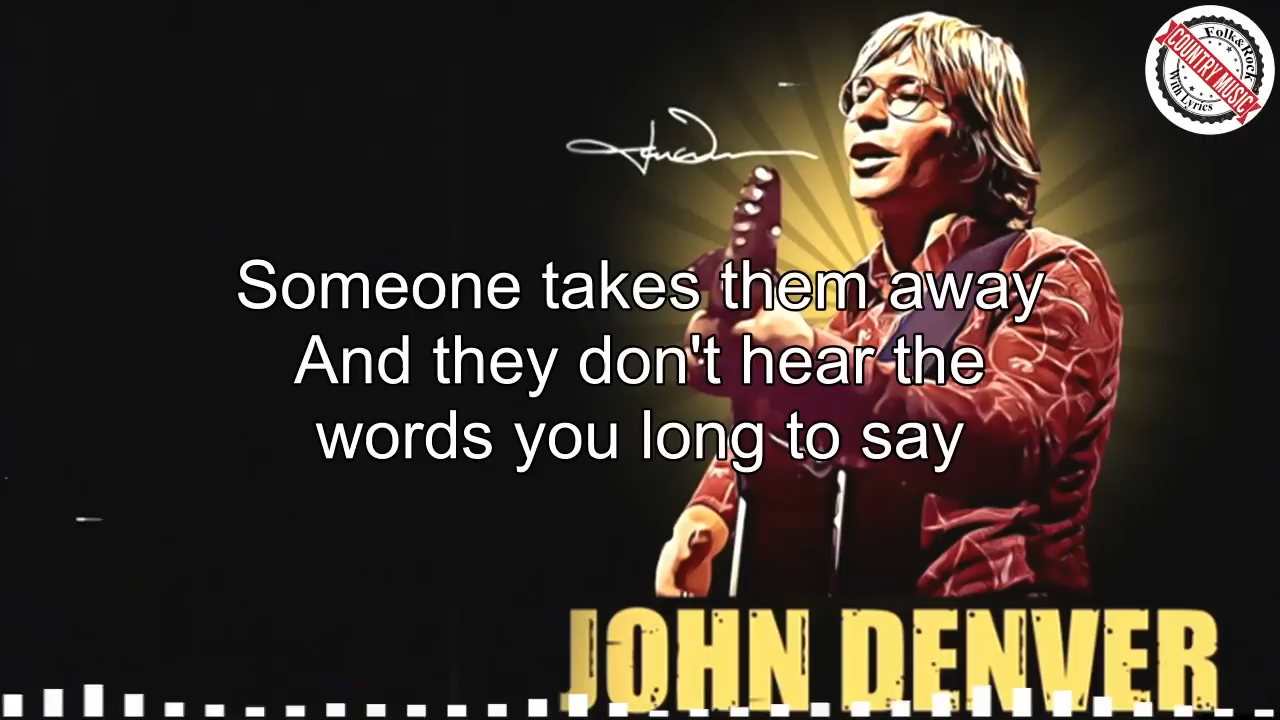 Folk&Rock
COUNTRY MUSIC
With Lyrics
Someone takes them away
And they don't hear the
words you long to say
JOHN DENVER